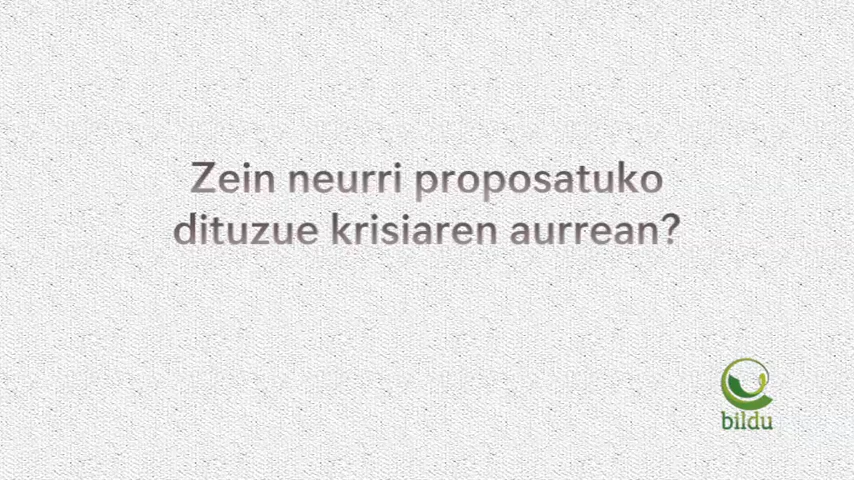 Zein neurri proposatuko
dituzue krisiaren aurrean?
bildu